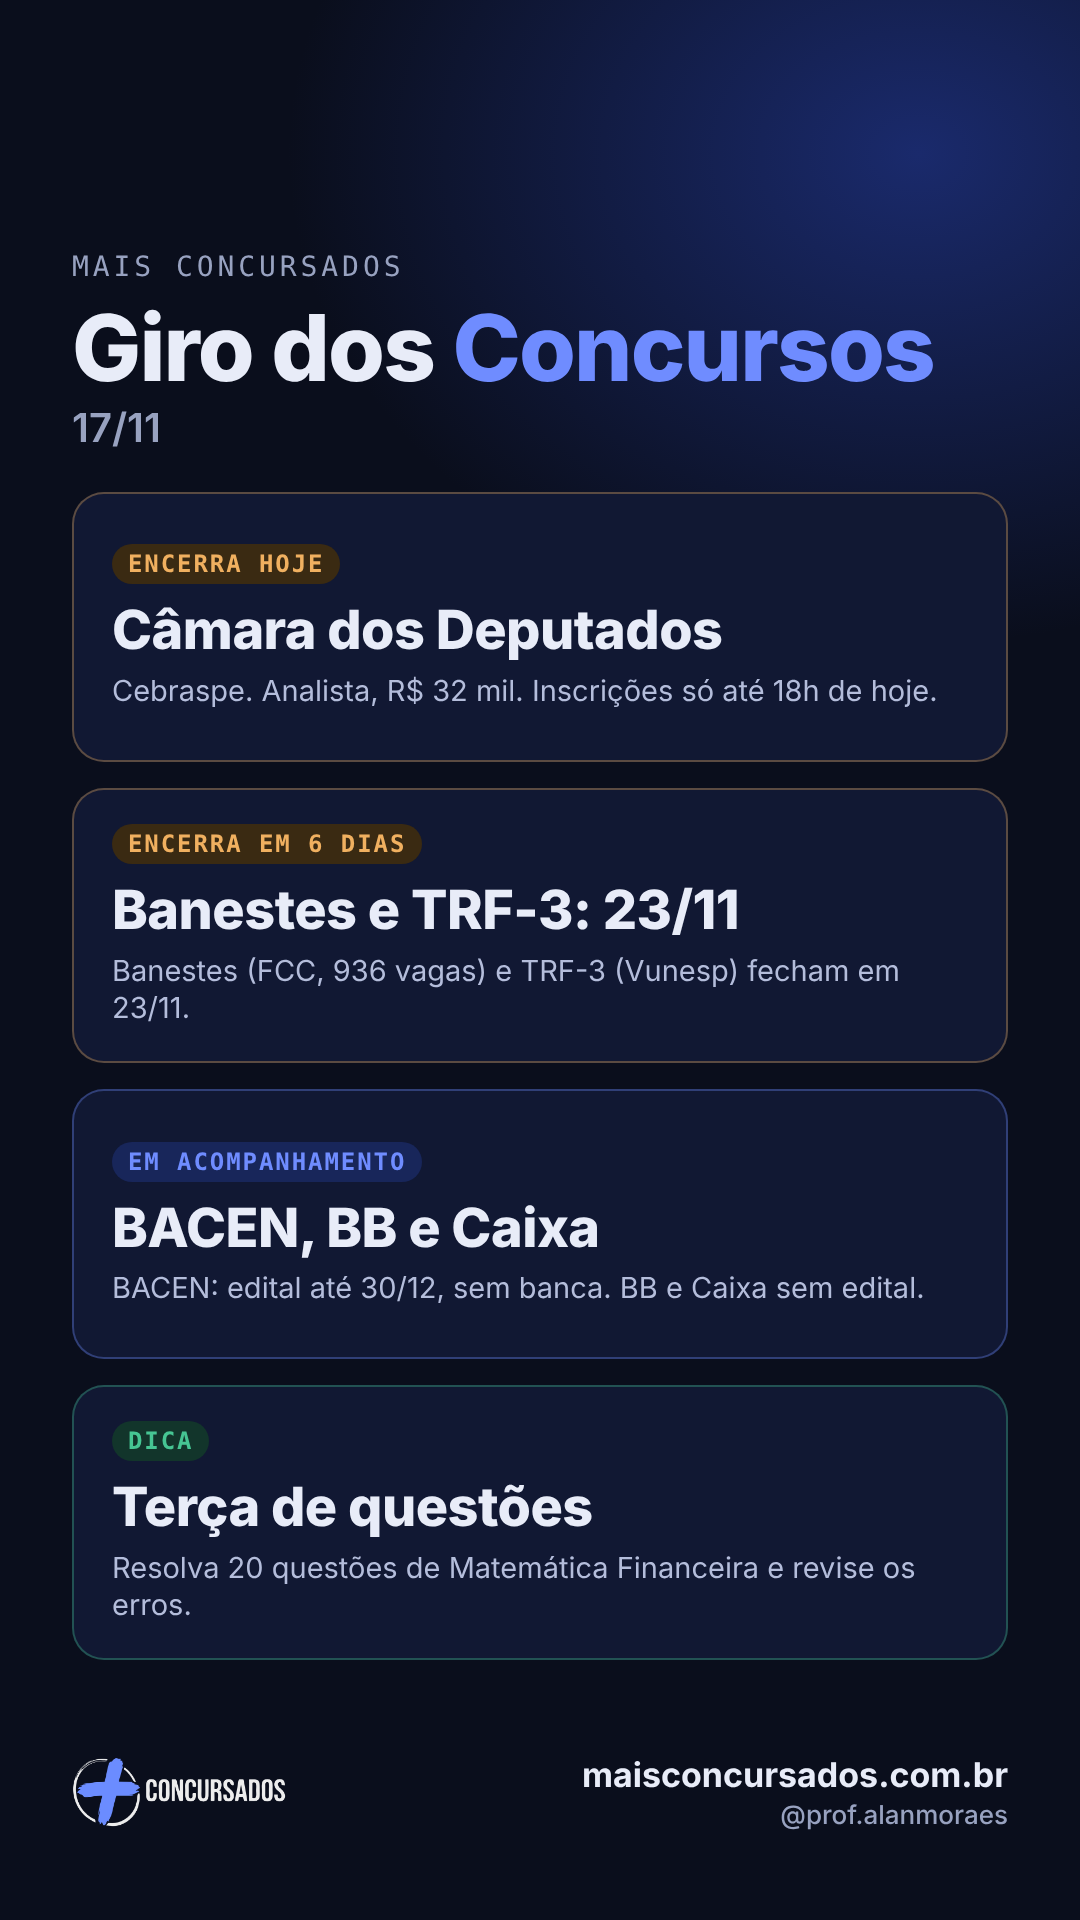 MAIS CONCURSADOS
Giro dos Concursos
17/11
ENCERRA HOJE
Câmara dos Deputados
Cebraspe. Analista, R$ 32 mil. Inscrições só até 18h de hoje.
ENCERRA EM 6 DIAS
Banestes e TRF-3: 23/11
Banestes (FCC, 936 vagas) e TRF-3 (Vunesp) fecham em
23/11.
EM ACOMPANHAMENTO
BACEN, BB e Caixa
BACEN: edital até 30/12, sem banca. BB e Caixa sem edital.
DICA
Terça de questões
Resolva 20 questões de Matemática Financeira e revise os
erros.
CONCURSADOS
maisconcursados.com.br
@prof.alanmoraes